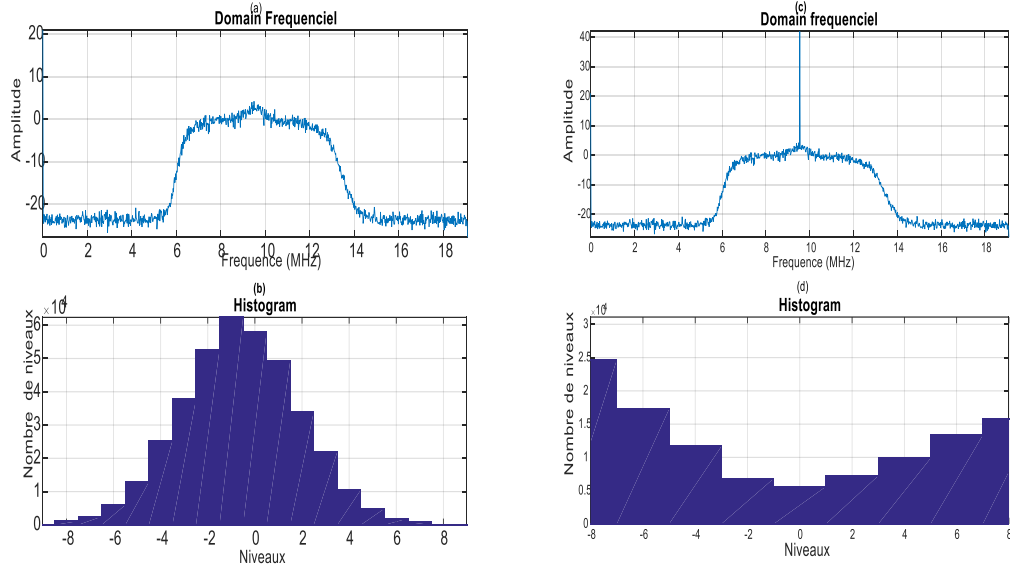 (a)
Domain Frequenciel
Amplitude
20
10
0
-10
-20
0 2 4 6 8 10 12 14 16 18
Frequence (MHz)
(c)
Domain frequenciel
Amplitude
40
30
20
10
0
-10
-20
0 2 4 6 8 10 12 14 16 18
Frequence (MHz)
(b)
Histogram
×10^4
Nombre de niveaux
6
5
4
3
2
1
0
-8 -6 -4 -2 0 2 4 6 8
Niveaux
(d)
Histogram
×10^4
Nombre de niveaux
3
2.5
2
1.5
1
0.5
0
-8 -6 -4 -2 0 2 4 6 8
Niveaux